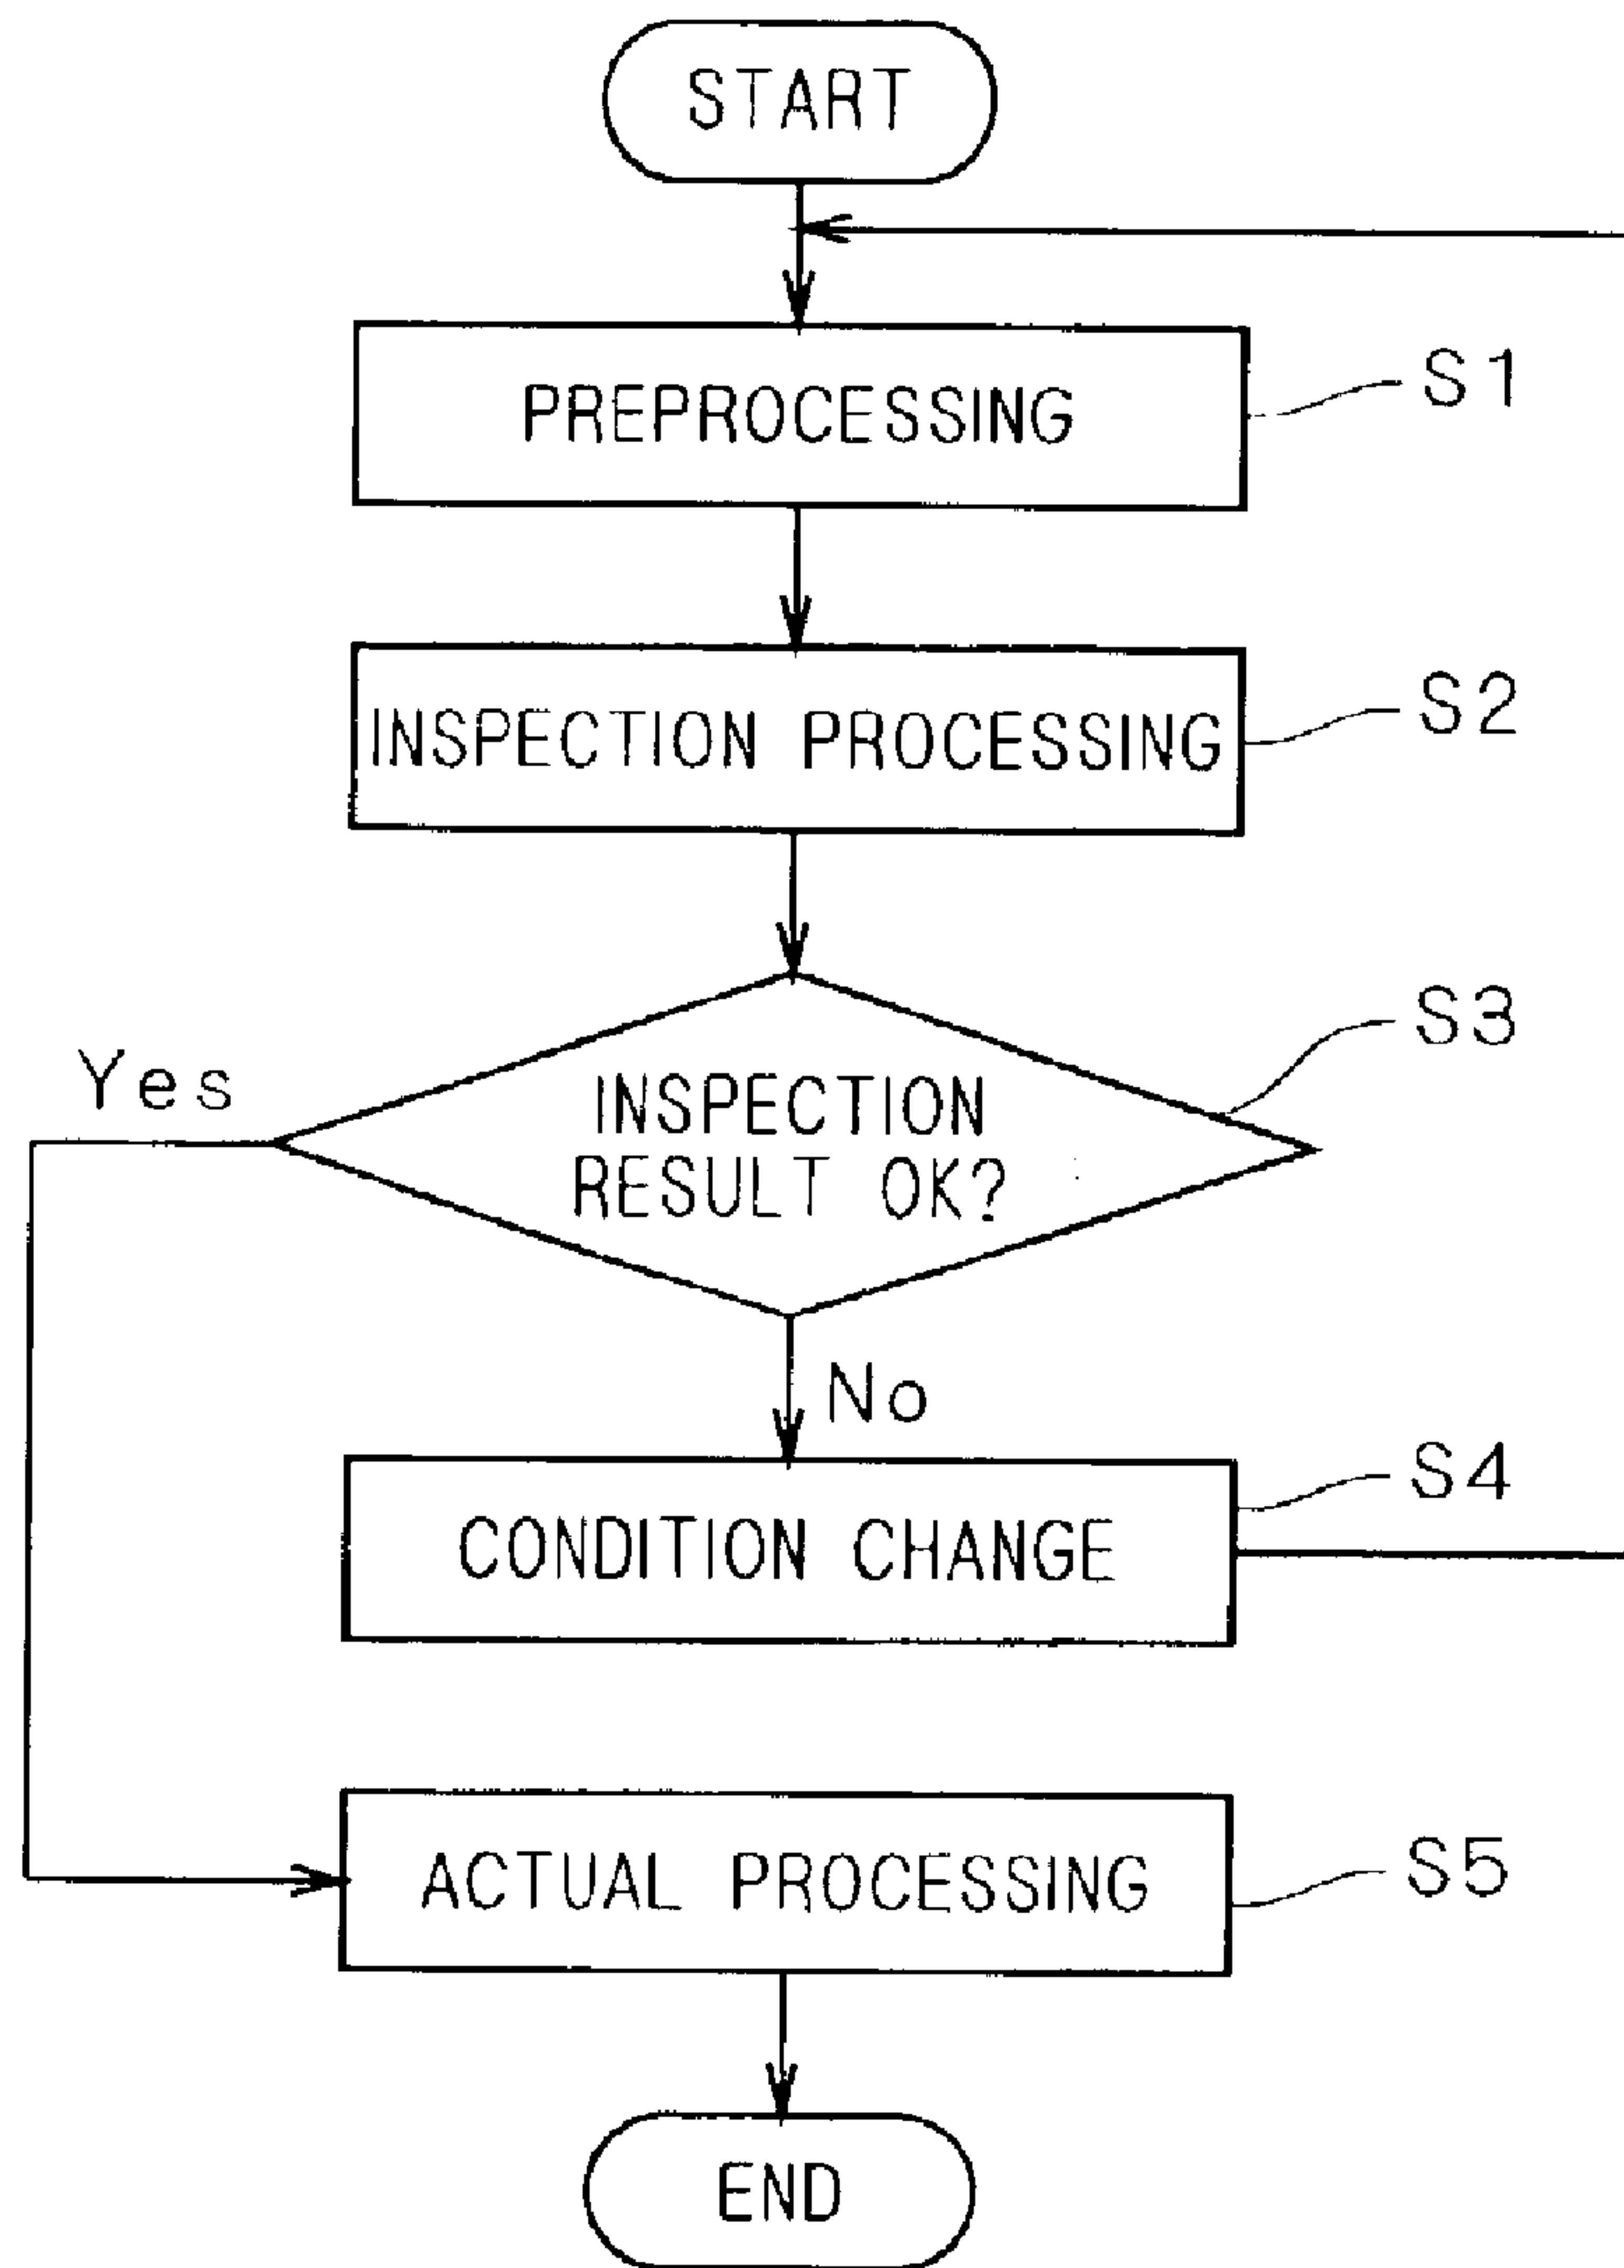 START
PREPROCESSING
S1
INSPECTION PROCESSING
S2
S3
Yes
INSPECTION
RESULT OK?
No
S4
CONDITION CHANGE
ACTUAL PROCESSING
S5
END